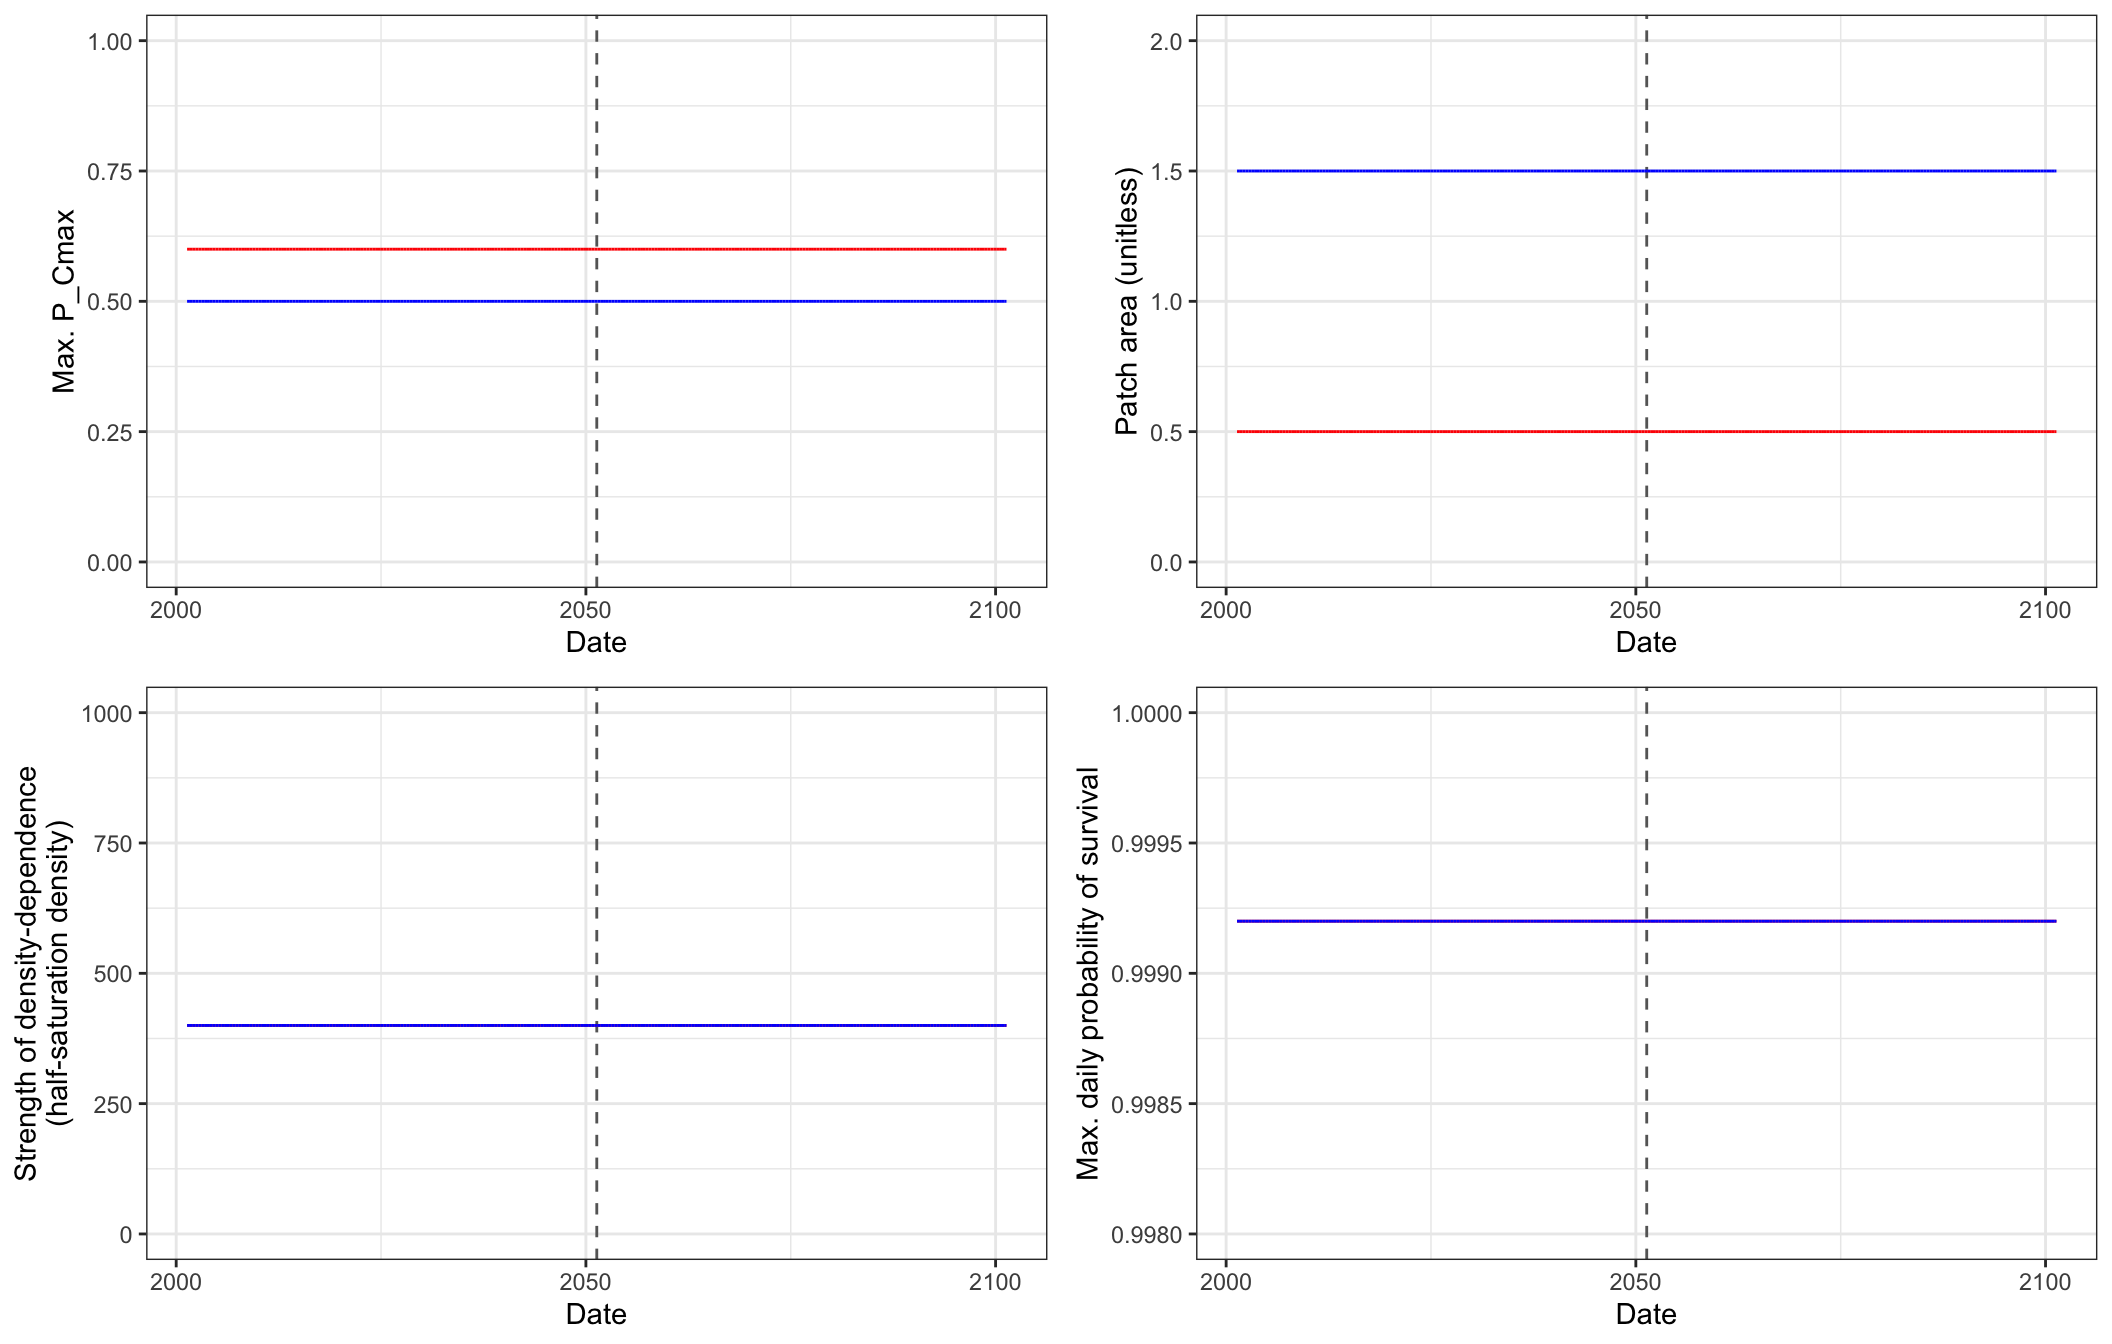 Max. P_Cmax
1.00
0.75
0.50
0.25
0.00
2000 2050 2100
Date
Patch area (unitless)
2.0
1.5
1.0
0.5
0.0
2000 2050 2100
Date
Strength of density-dependence
(half-saturation density)
1000
750
500
250
0
2000 2050 2100
Date
Max. daily probability of survival
1.0000
0.9995
0.9990
0.9985
0.9980
2000 2050 2100
Date